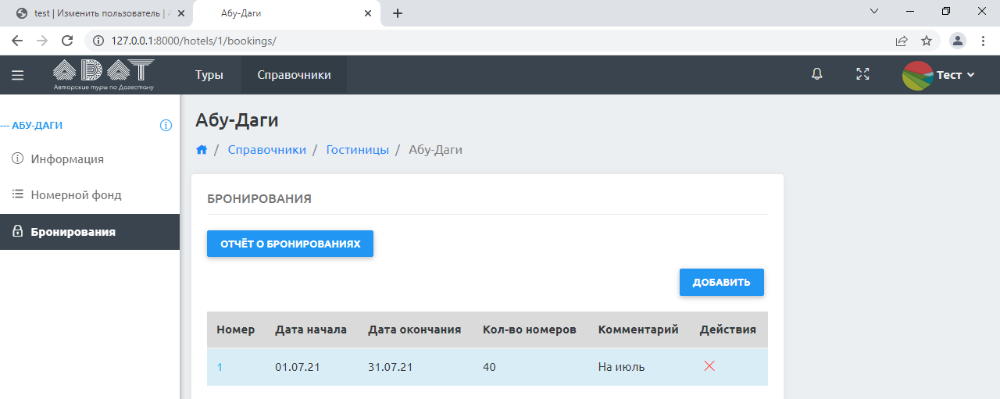 test | Изменить пользователь | А
Абу-Даги
127.0.0.1:8000/hotels/1/bookings/
АДАТ
Авторские туры по Дагестану
Туры
Справочники
Тест
АБУ-ДАГИ
Информация
Номерной фонд
Бронирования
Абу-Даги
/ Справочники / Гостиницы / Абу-Даги
БРОНИРОВАНИЯ
ОТЧЁТ О БРОНИРОВАНИЯХ
ДОБАВИТЬ
Номер Дата начала Дата окончания Кол-во номеров Комментарий Действия
1 01.07.21 31.07.21 40 На июль